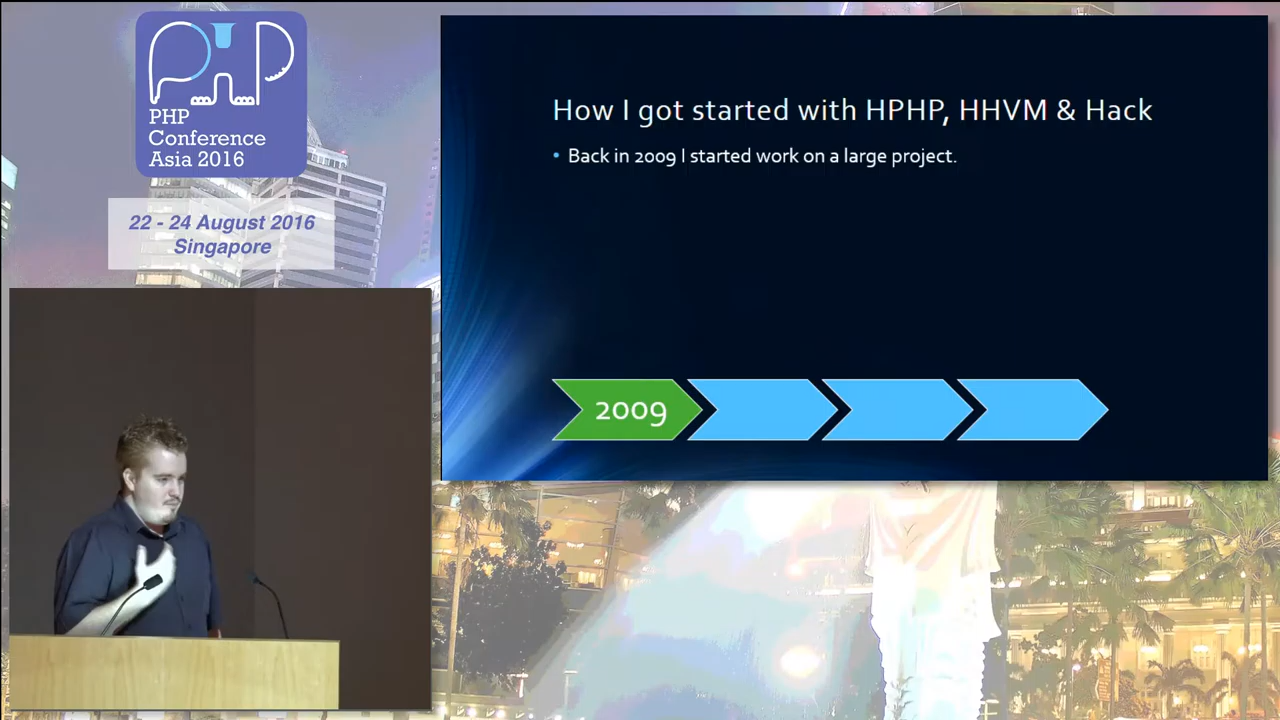 PHP
PHP
Conference
Asia 2016
22 - 24 August 2016
Singapore
How I got started with HPHP, HHVM & Hack
• Back in 2009 I started work on a large project.
2009